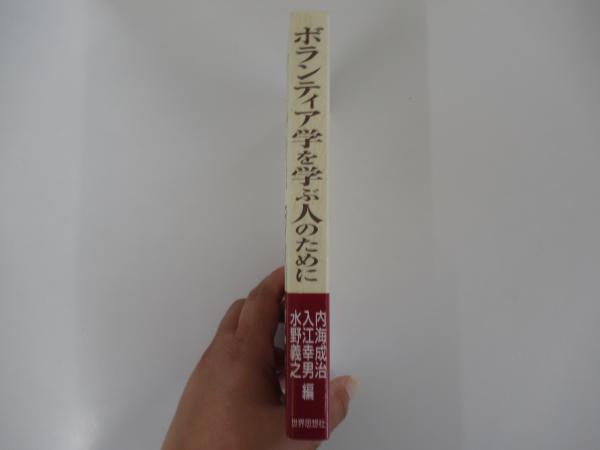 ボランティア学を学ぶ人のために
内海成治
入江幸男 編
水野義之
世界思想社